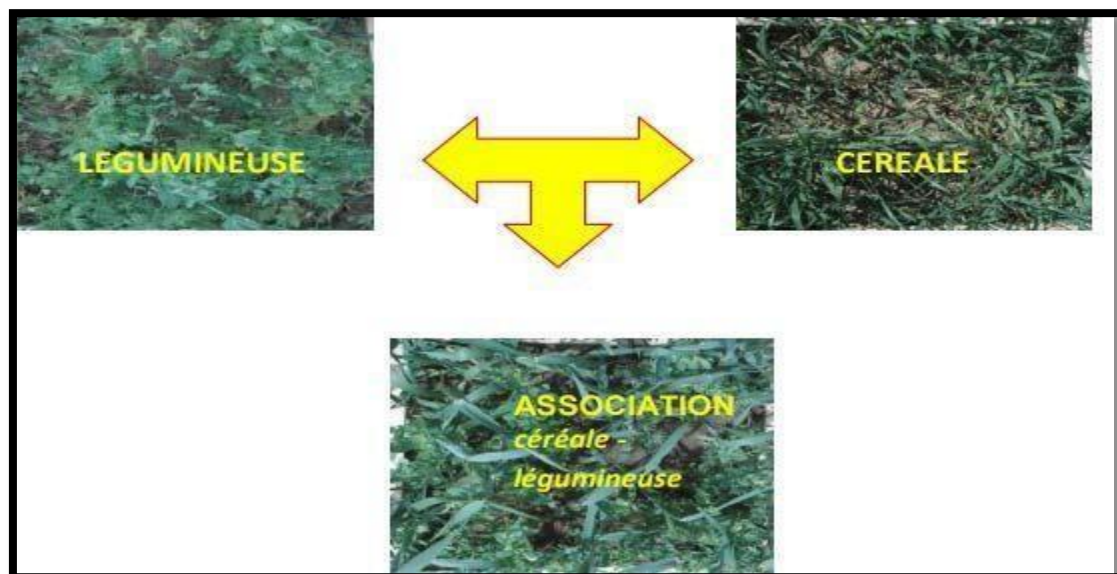 LEGUMINEUSE
CEREALE
ASSOCIATION
céréale -
légumineuse